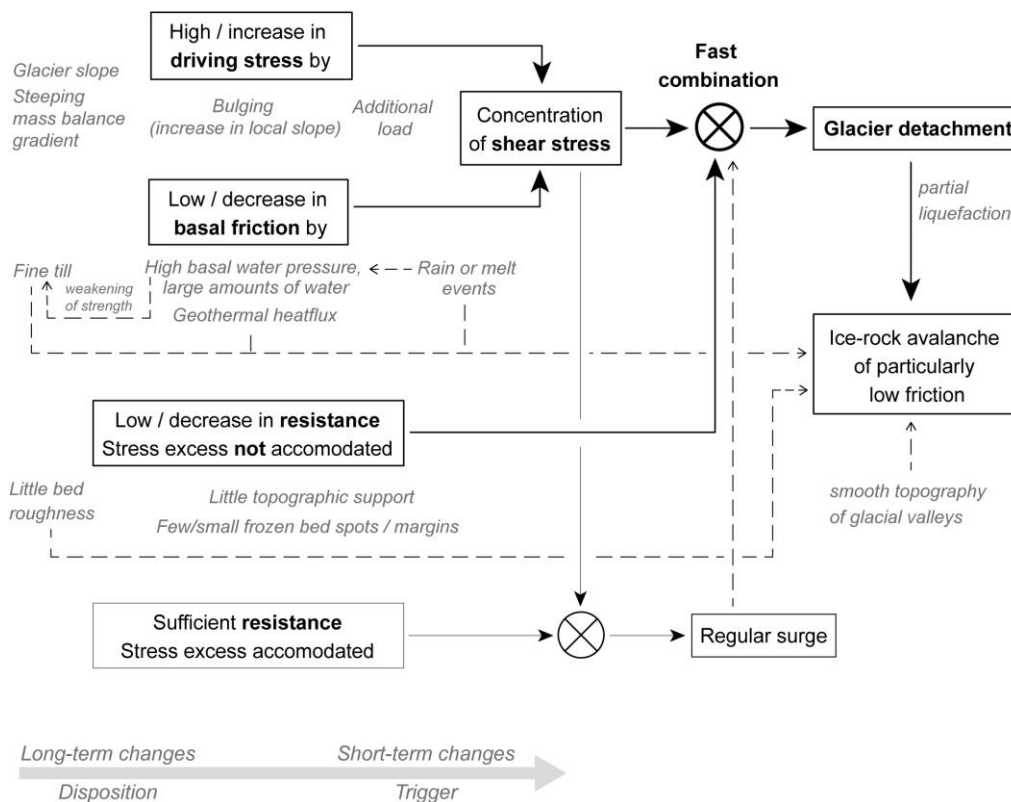 High / increase in
driving stress by
Glacier slope
Steeping
mass balance
gradient
Bulging
(increase in local slope)
Additional
load
Concentration
of shear stress
Fast
combination
Glacier detachment
partial
liquefaction
Low / decrease in
basal friction by
Fine till
weakening
of strength
High basal water pressure,
large amounts of water
Rain or melt
events
Geothermal heatflux
Ice-rock avalanche
of particularly
low friction
Low / decrease in resistance
Stress excess not accomodated
Little bed
roughness
Little topographic support
Few/small frozen bed spots / margins
smooth topography
of glacial valleys
Sufficient resistance
Stress excess accomodated
Regular surge
Long-term changes
Short-term changes
Disposition
Trigger